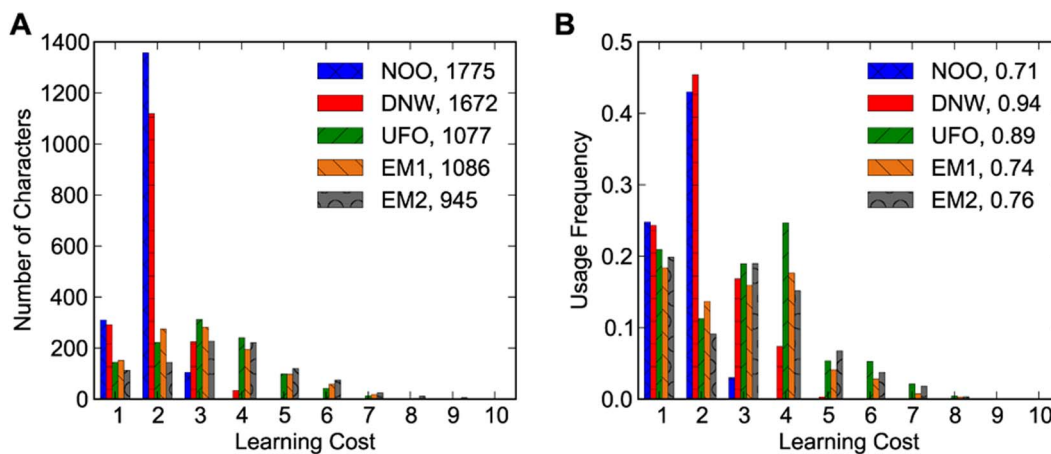 A
Number of Characters
1400
1200
1000
800
600
400
200
0
1 2 3 4 5 6 7 8 9 10
Learning Cost
NOO, 1775
DNW, 1672
UFO, 1077
EM1, 1086
EM2, 945
B
Usage Frequency
0.5
0.4
0.3
0.2
0.1
0.0
1 2 3 4 5 6 7 8 9 10
Learning Cost
NOO, 0.71
DNW, 0.94
UFO, 0.89
EM1, 0.74
EM2, 0.76